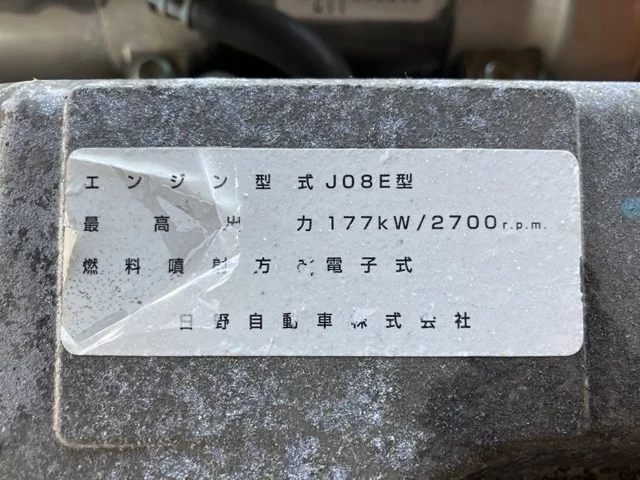 エンジン型式 J08E型
最高出力 177kW/2700r.p.m.
燃料噴射方式 電子式
日野自動車株式会社